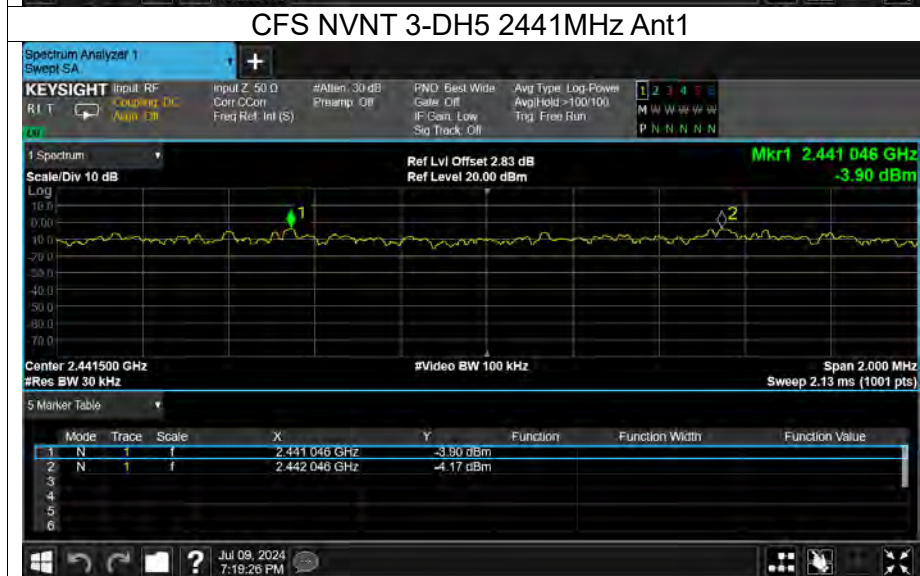 CFS NVNT 3-DH5 2441MHz Ant1
Spectrum Analyzer 1
Swept SA
+
KEYSIGHT Input: RF Input Z: 50 Ω #Atten: 30 dB PNO: Best Wide Avg Type: Log-Power 1 2 3 4 5 6
RLT Coupling: DC Corr CCorr Preamp: Off Gate: Off Avg|Hold:>100/100 M W W W W W
Align: Off Freq Ref: Int (S) IF Gain: Low Trig: Free Run
Sig Track: Off P N N N N N
1 Spectrum
Ref Lvl Offset 2.83 dB Mkr1 2.441 046 GHz
Scale/Div 10 dB Ref Level 20.00 dBm -3.90 dBm
Log
10.0
0.00
-10.0
-20.0
-30.0
-40.0
-50.0
-60.0
-70.0
1
2
Center 2.441500 GHz #Video BW 100 kHz Span 2.000 MHz
#Res BW 30 kHz Sweep 2.13 ms (1001 pts)
5 Marker Table
Mode Trace Scale X Y Function Function Width Function Value
1 N 1 f 2.441 046 GHz -3.90 dBm
2 N 1 f 2.442 046 GHz -4.17 dBm
3
4
5
6
? Jul 09, 2024
7:19:26 PM